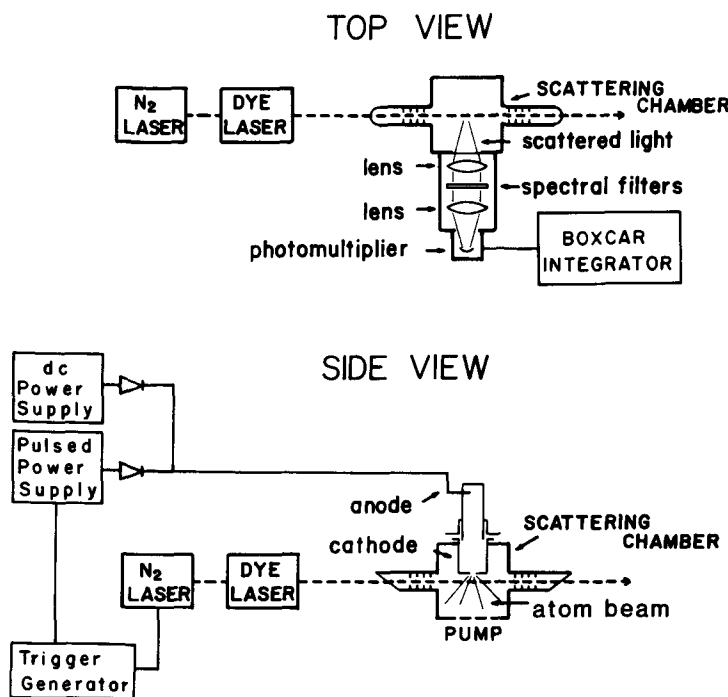 TOP VIEW
N2
LASER
DYE
LASER
SCATTERING
CHAMBER
scattered light
lens
spectral filters
lens
photomultiplier
BOXCAR
INTEGRATOR
SIDE VIEW
dc
Power
Supply
Pulsed
Power
Supply
anode
cathode
SCATTERING
CHAMBER
N2
LASER
DYE
LASER
atom beam
PUMP
Trigger
Generator